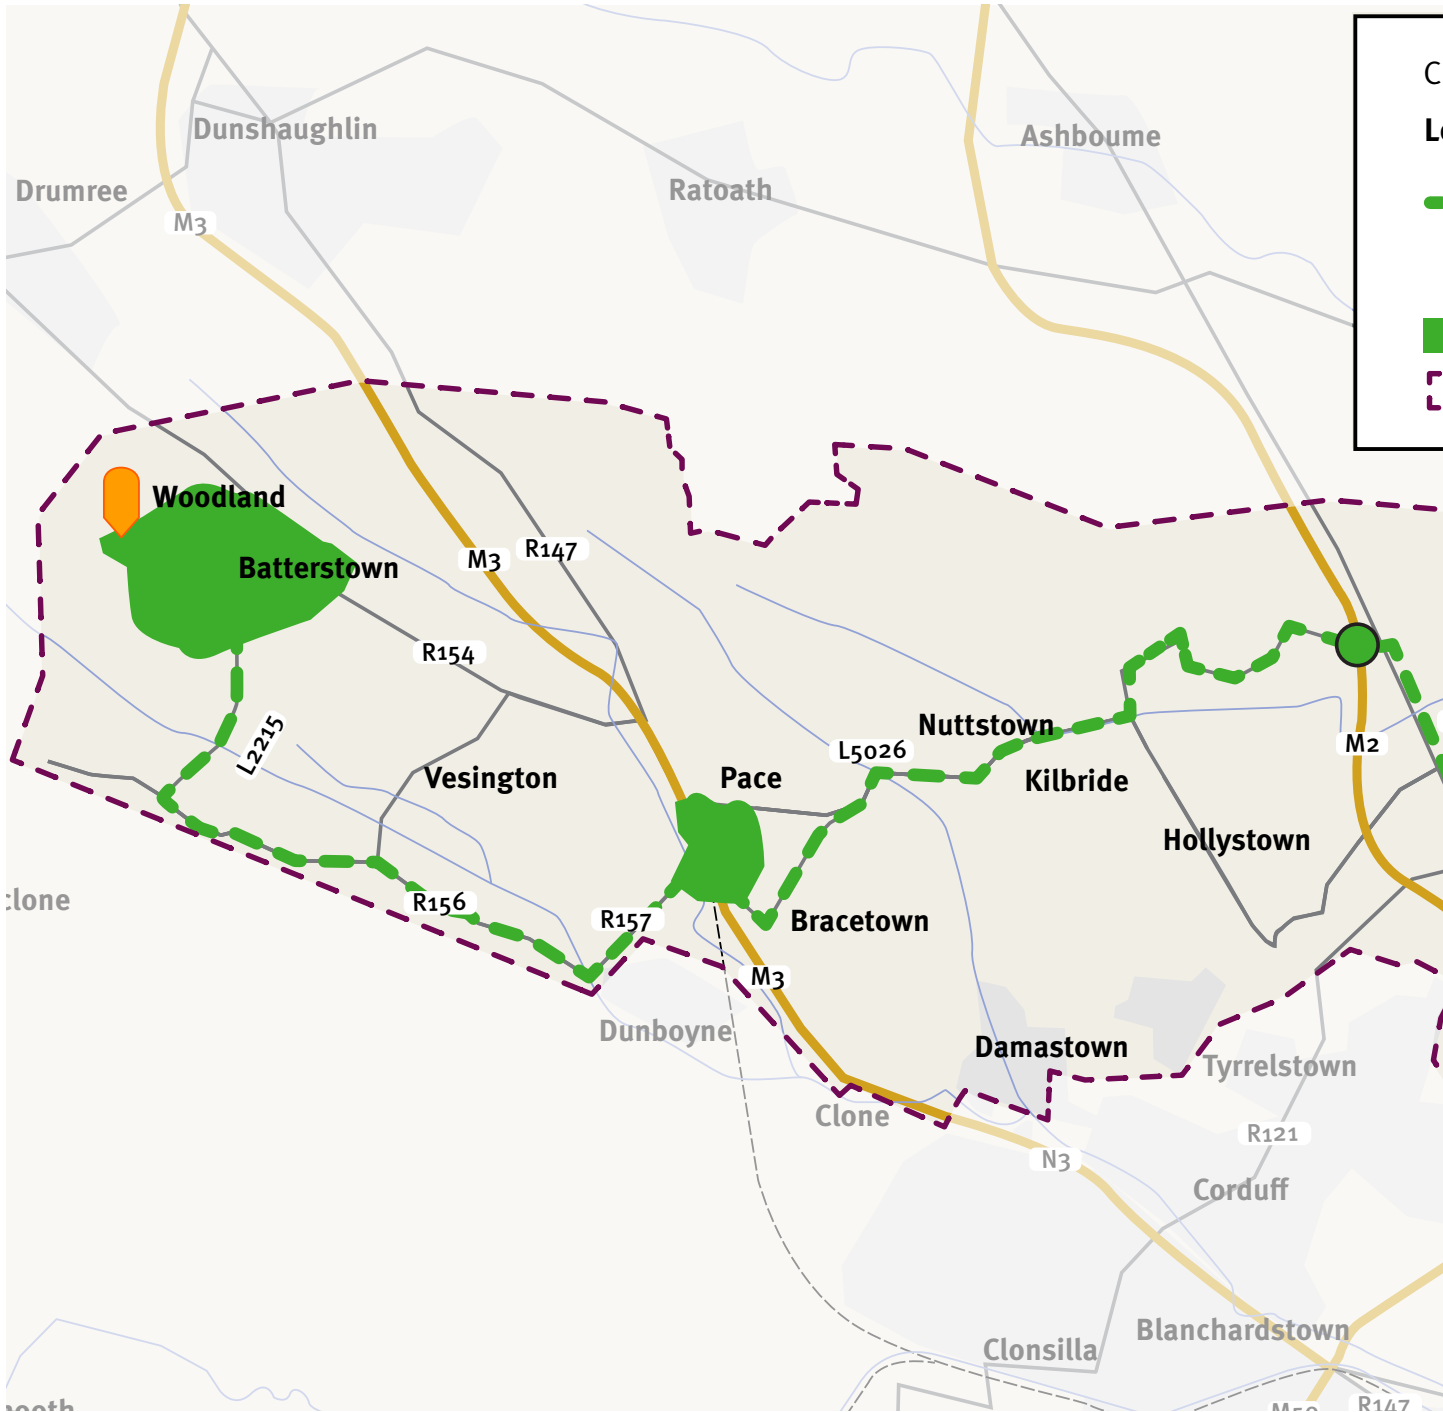 C
Dunshaughlin
Ashboume
Drumree
Ratoath
M3
Woodland
R147
M3
Batterstown
R154
Nuttstown
L2215
L5026
M2
Vesington
Pace
Kilbride
Hollystown
R156
R157
Bracetown
M3
Dunboyne
Damastown
Tyrrelstown
Clone
R121
N3
Corduff
Blanchardstown
Clonsilla
R147